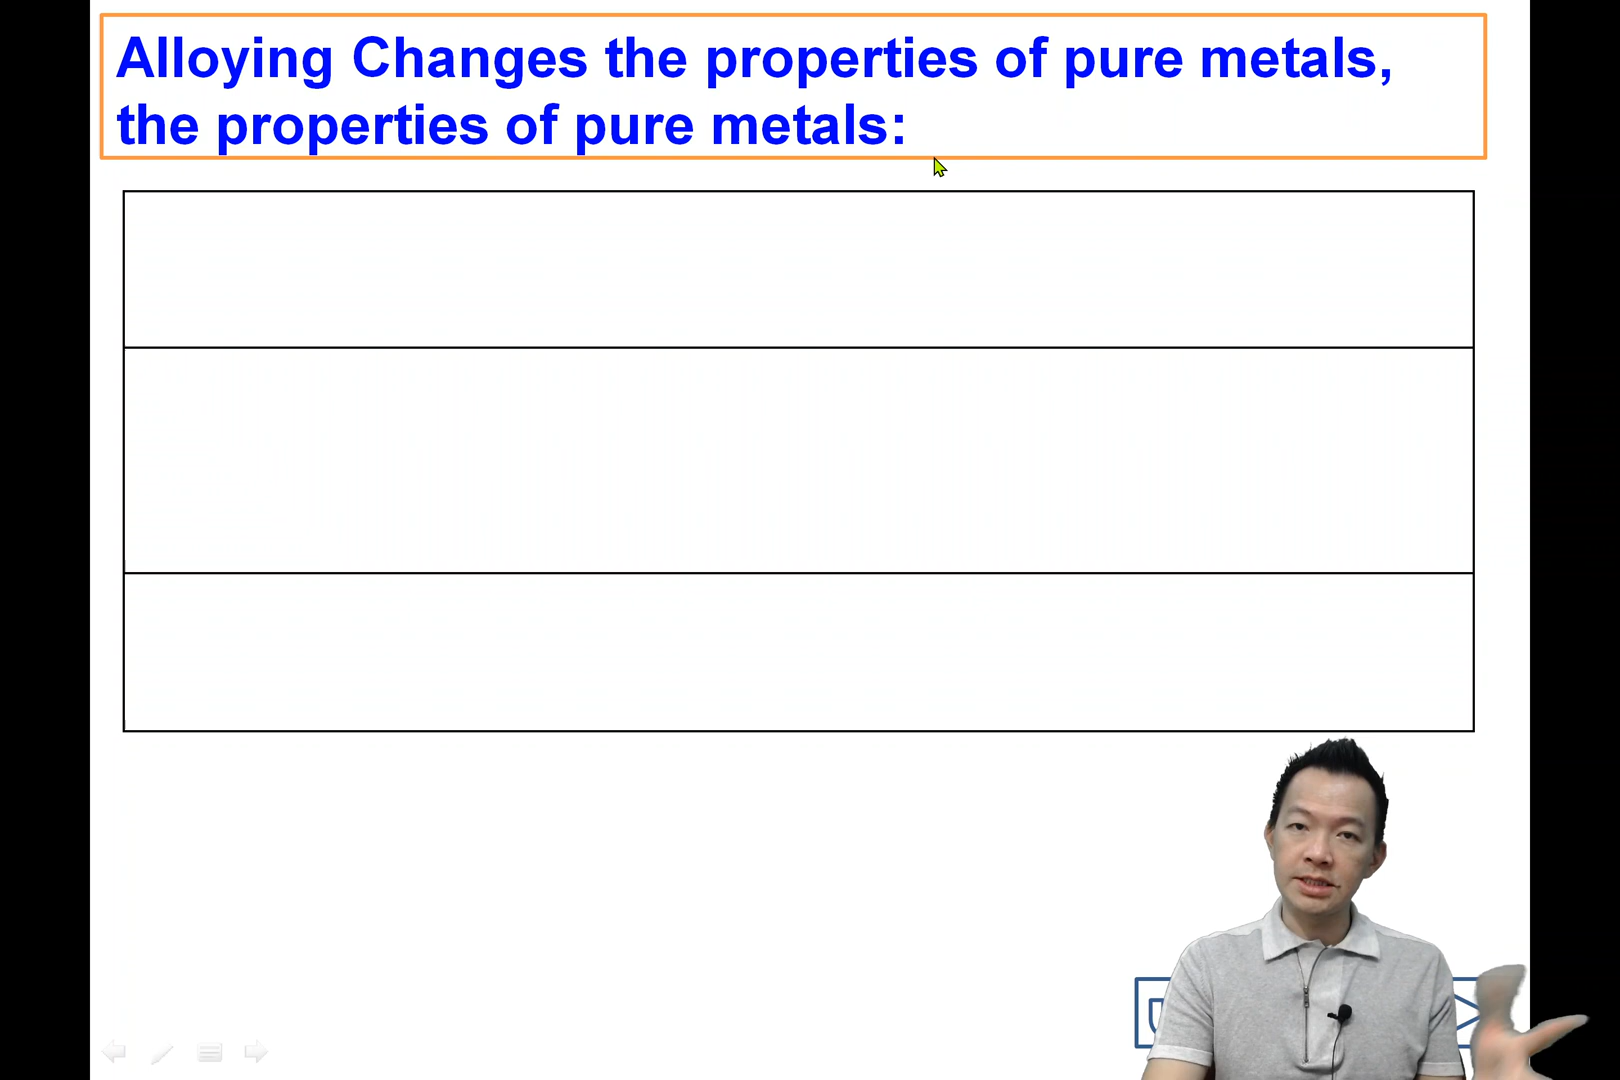 Alloying Changes the properties of pure metals,
the properties of pure metals: